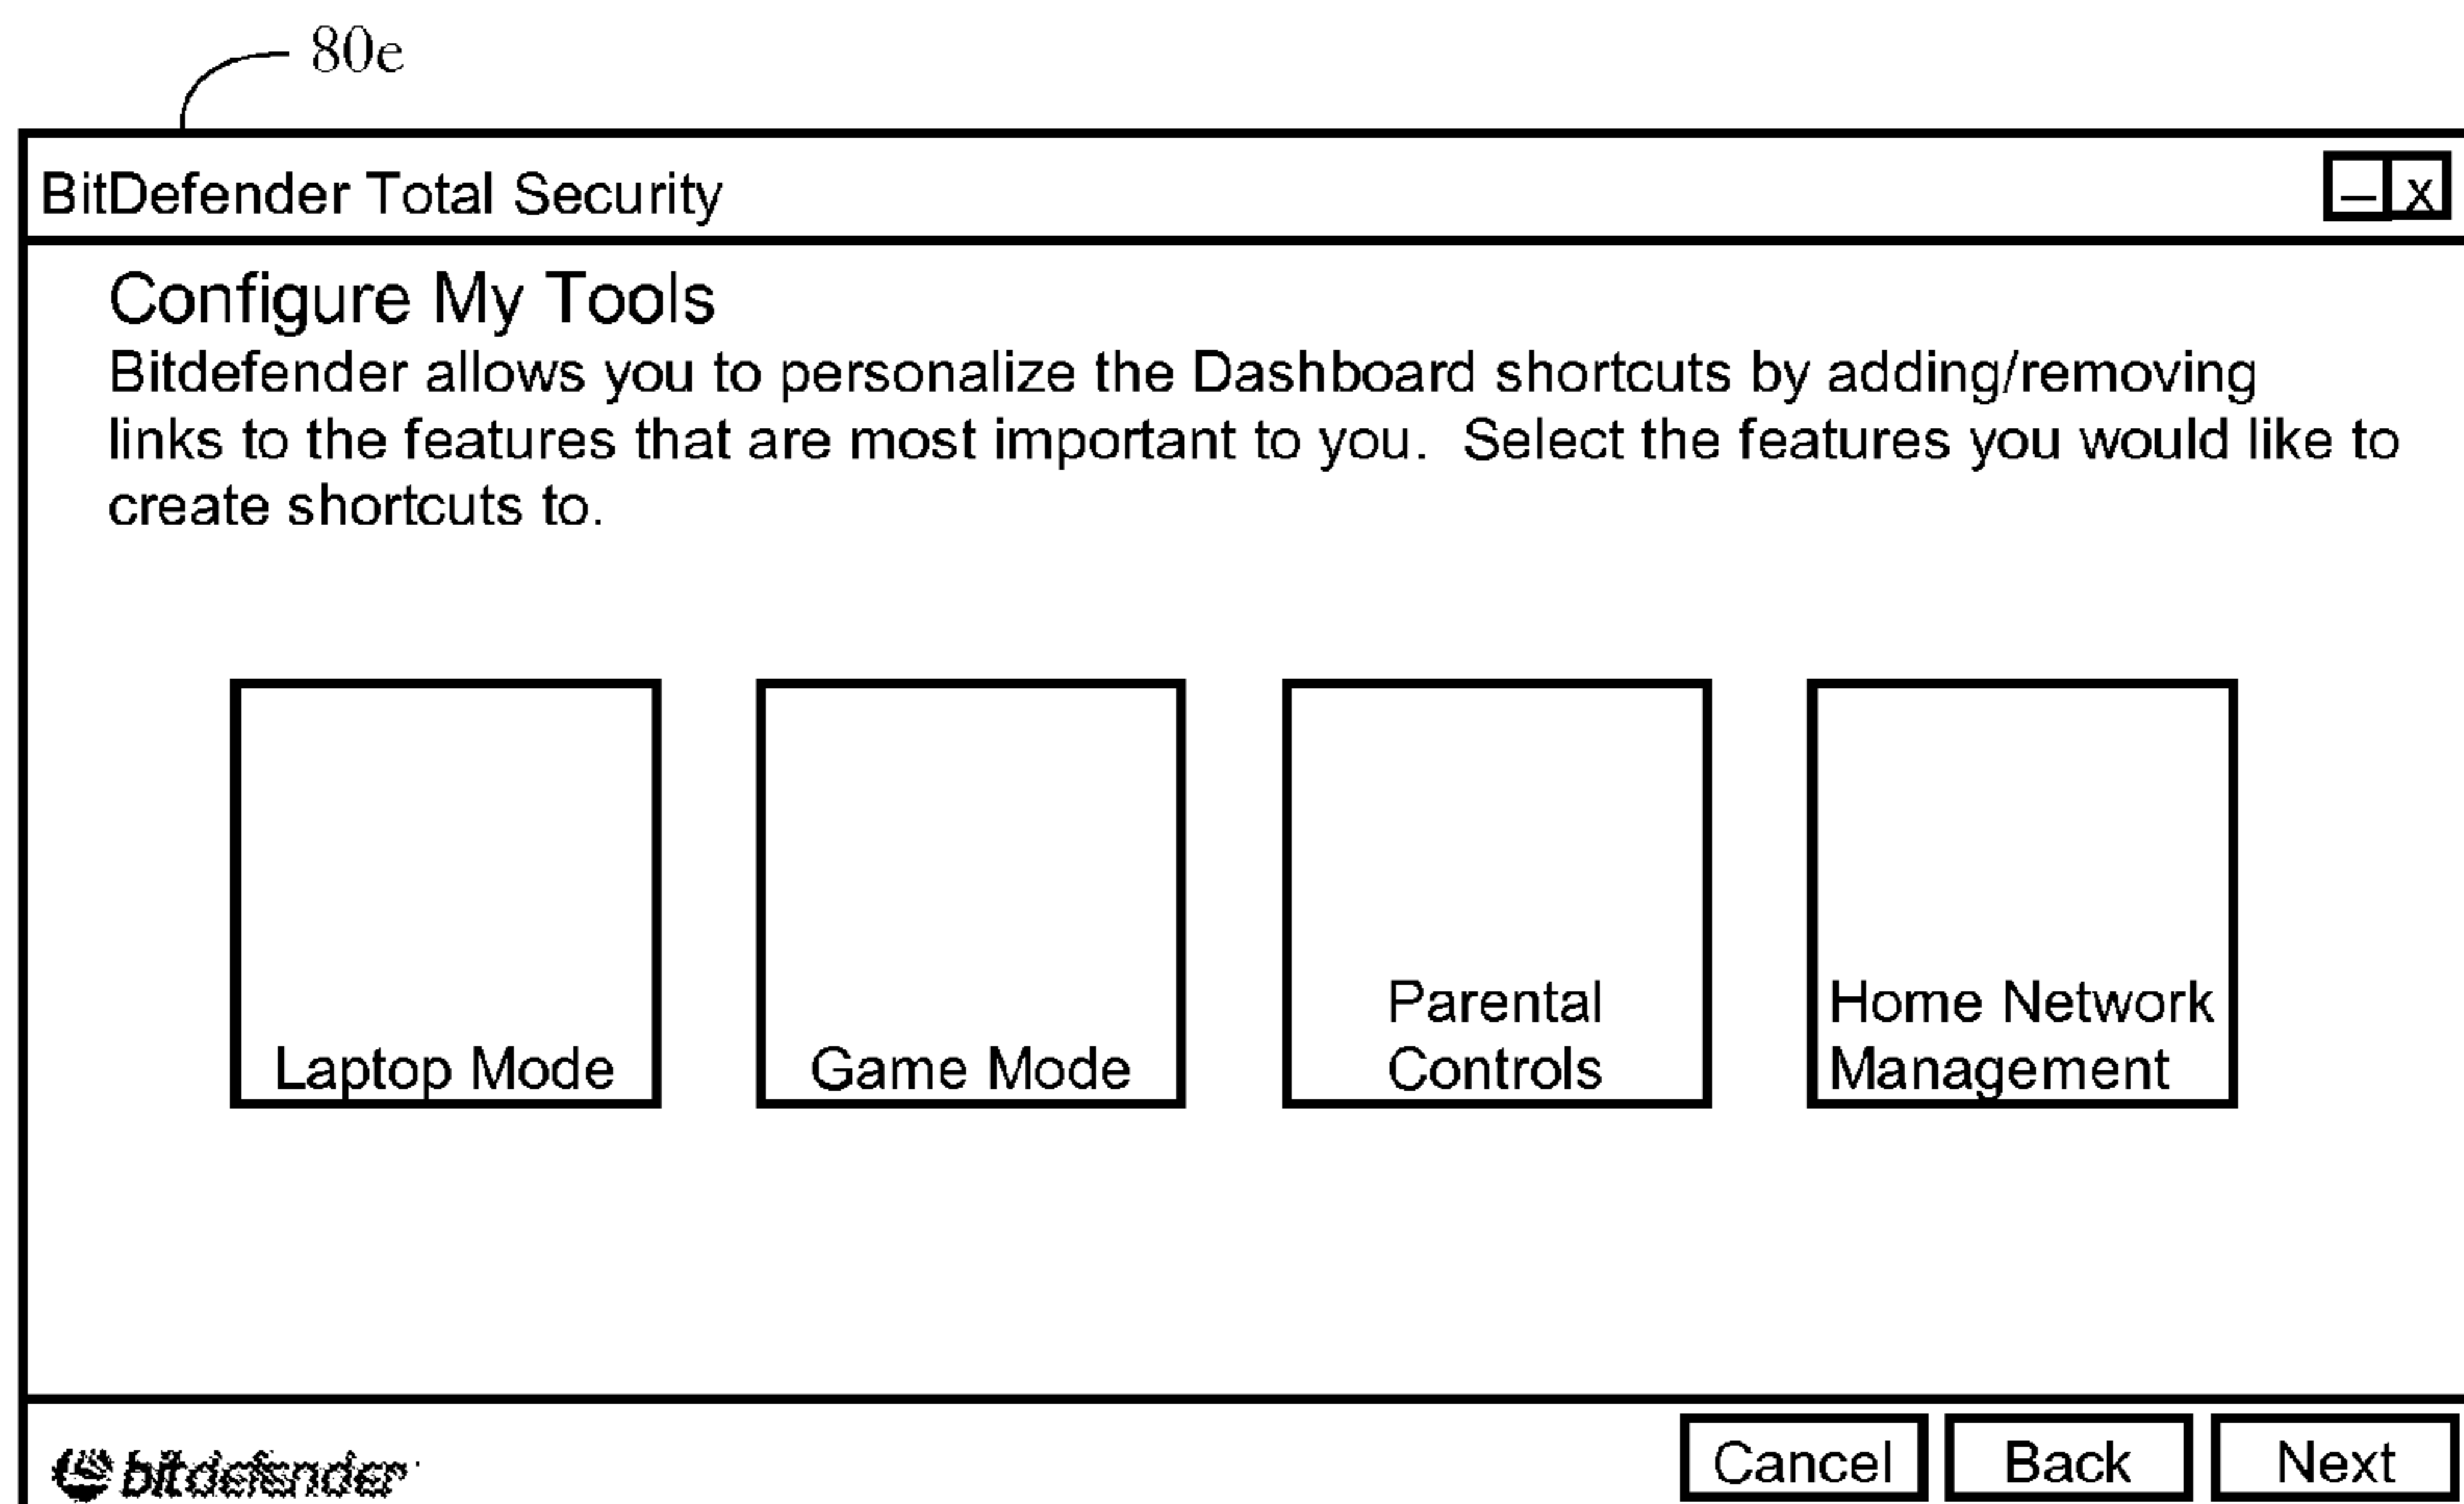 80e
BitDefender Total Security
– x
Configure My Tools
Bitdefender allows you to personalize the Dashboard shortcuts by adding/removing
links to the features that are most important to you.  Select the features you would like to
create shortcuts to.
Laptop Mode
Game Mode
Parental
Controls
Home Network
Management
bitdefender
Cancel
Back
Next